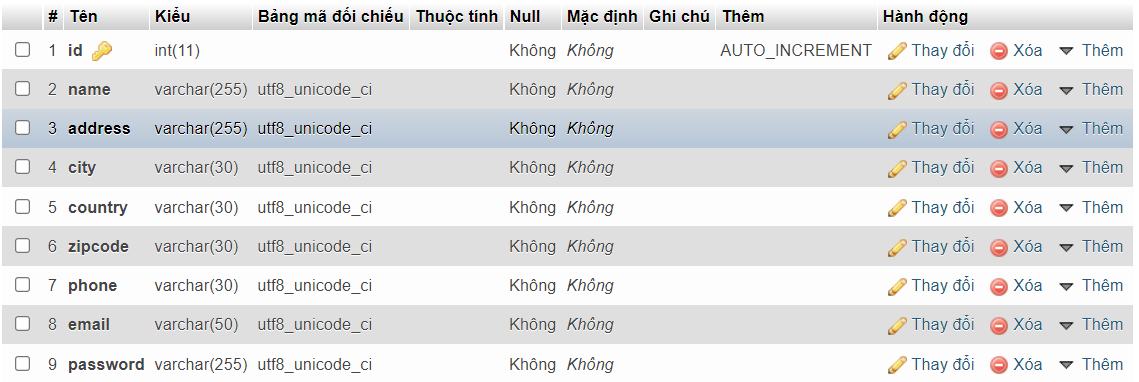 # Tên Kiểu Bảng mã đối chiếu Thuộc tính Null Mặc định Ghi chú Thêm Hành động
1 id int(11) Không Không AUTO_INCREMENT Thay đổi Xóa Thêm
2 name varchar(255) utf8_unicode_ci Không Không Thay đổi Xóa Thêm
3 address varchar(255) utf8_unicode_ci Không Không Thay đổi Xóa Thêm
4 city varchar(30) utf8_unicode_ci Không Không Thay đổi Xóa Thêm
5 country varchar(30) utf8_unicode_ci Không Không Thay đổi Xóa Thêm
6 zipcode varchar(30) utf8_unicode_ci Không Không Thay đổi Xóa Thêm
7 phone varchar(30) utf8_unicode_ci Không Không Thay đổi Xóa Thêm
8 email varchar(50) utf8_unicode_ci Không Không Thay đổi Xóa Thêm
9 password varchar(255) utf8_unicode_ci Không Không Thay đổi Xóa Thêm